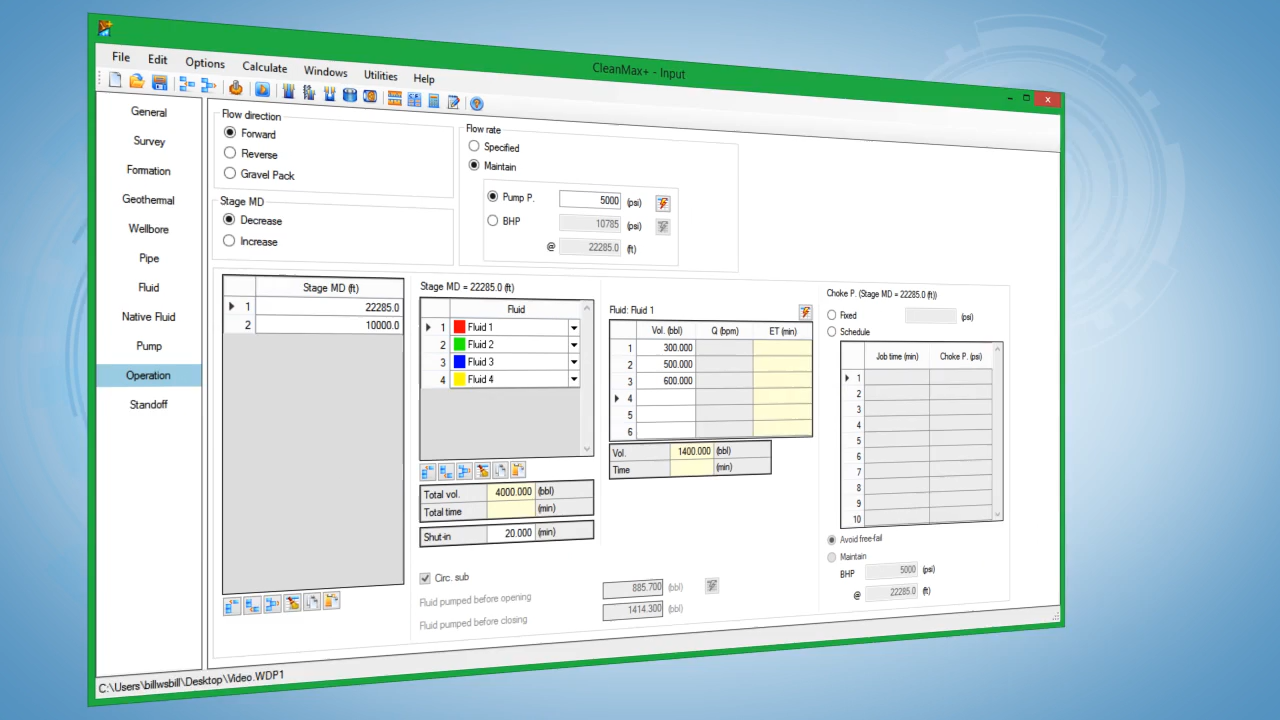 CleanMax+ - Input
File Edit Options Calculate Windows Utilities Help
General
Survey
Formation
Geothermal
Wellbore
Pipe
Fluid
Native Fluid
Pump
Operation
Standoff
Flow direction
Forward
Reverse
Gravel Pack
Stage MD
Decrease
Increase
Flow rate
Specified
Maintain
Pump P. 5000 (psi)
BHP 10785 (psi)
@ 22285.0 (ft)
Stage MD (ft)
1 22285.0
2 10000.0
Stage MD = 22285.0 (ft)
Fluid
1 Fluid 1
2 Fluid 2
3 Fluid 3
4 Fluid 4
Total vol. 4000.000 (bbl)
Total time (min)
Shut-in 20.000 (min)
Circ. sub
Fluid pumped before opening 885.700 (bbl)
Fluid pumped before closing 1414.300 (bbl)
Fluid: Fluid 1
Vol. (bbl) Q (bpm) ET (min)
1 300.000
2 500.000
3 600.000
4
5
6
Vol. 1400.000 (bbl)
Time (min)
Choke P. (Stage MD = 22285.0 (ft))
Fixed (psi)
Schedule
Job time (min) Choke P. (psi)
1
2
3
4
5
6
7
8
9
10
Avoid free-fall
Maintain
BHP 5000 (psi)
@ 22285.0 (ft)
C:\Users\billwsbill\Desktop\Video.WDP1